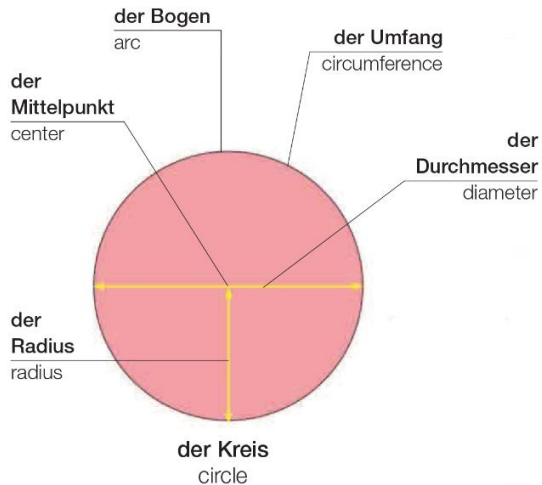 der Bogen
arc
der Umfang
circumference
der
Mittelpunkt
center
der
Durchmesser
diameter
der
Radius
radius
der Kreis
circle